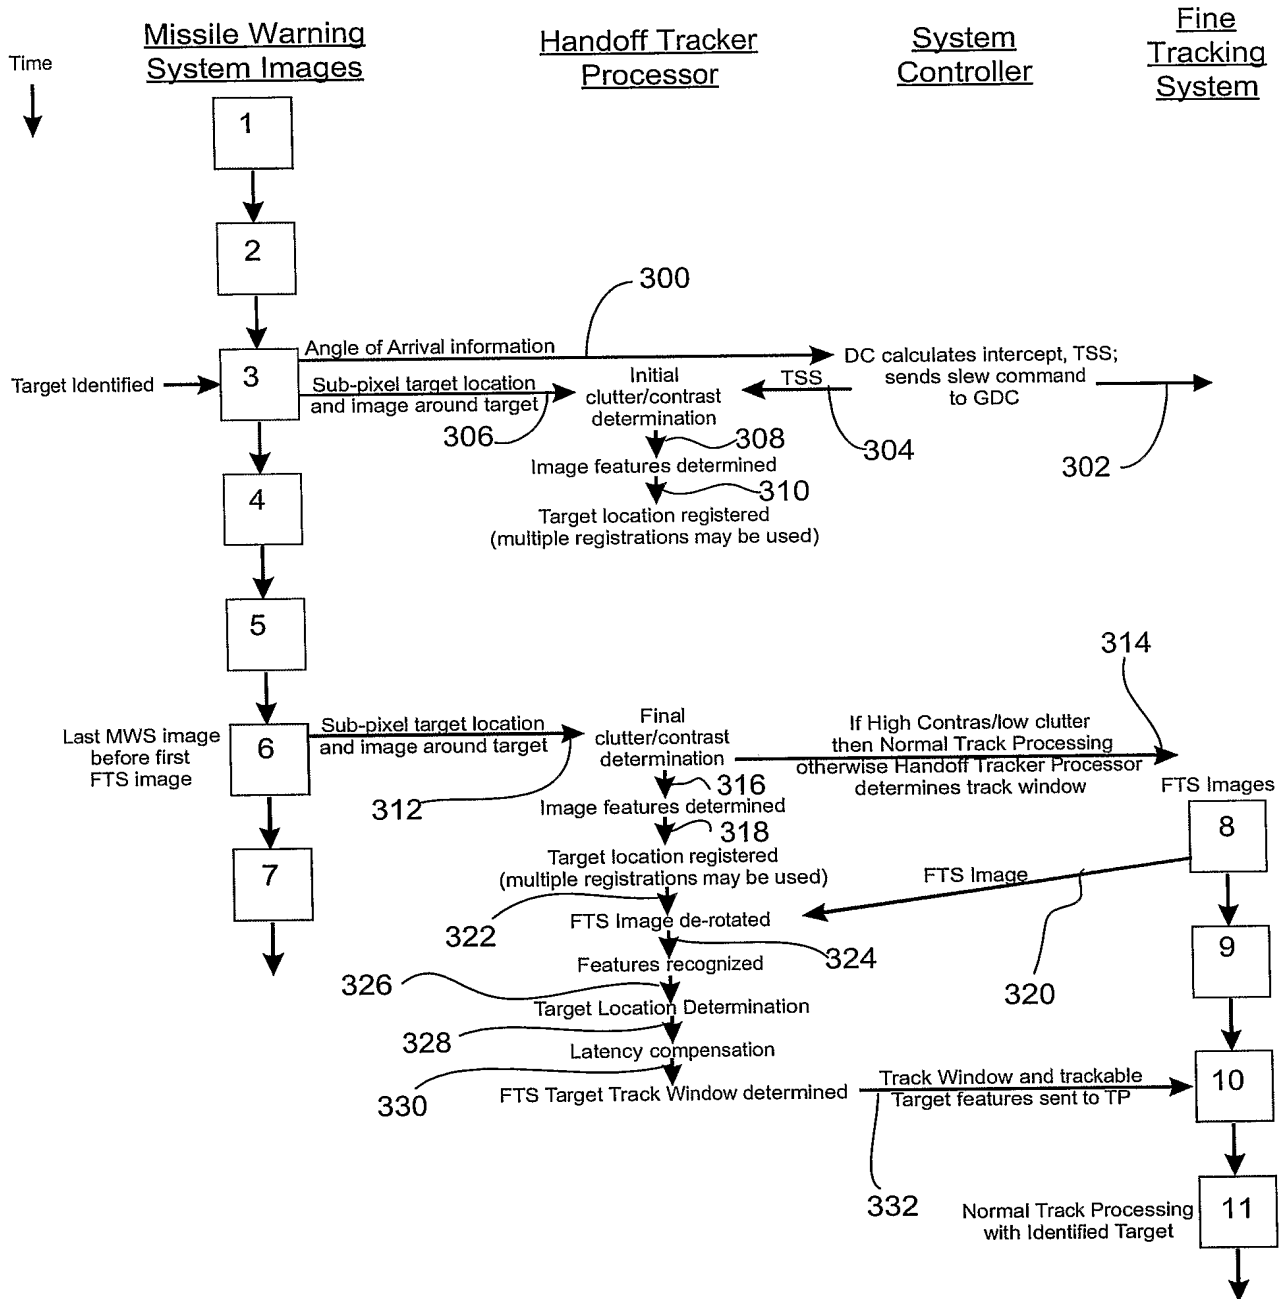 Missile Warning
System Images
Handoff Tracker
Processor
System
Controller
Fine
Tracking
System
Time
1
2
300
Angle of Arrival information
DC calculates intercept, TSS;
sends slew command
to GDC
Target Identified
3
Sub-pixel target location
and image around target
Initial
clutter/contrast
determination
TSS
306
308
304
302
Image features determined
310
4
Target location registered
(multiple registrations may be used)
5
314
Last MWS image
before first
FTS image
6
Sub-pixel target location
and image around target
Final
clutter/contrast
determination
If High Contras/low clutter
then Normal Track Processing
otherwise Handoff Tracker Processor
determines track window
312
316
FTS Images
Image features determined
318
8
7
Target location registered
(multiple registrations may be used)
FTS Image
322
FTS Image de-rotated
324
9
Features recognized
326
320
Target Location Determination
328
Latency compensation
330
FTS Target Track Window determined
Track Window and trackable
Target features sent to TP
10
332
Normal Track Processing
with Identified Target
11